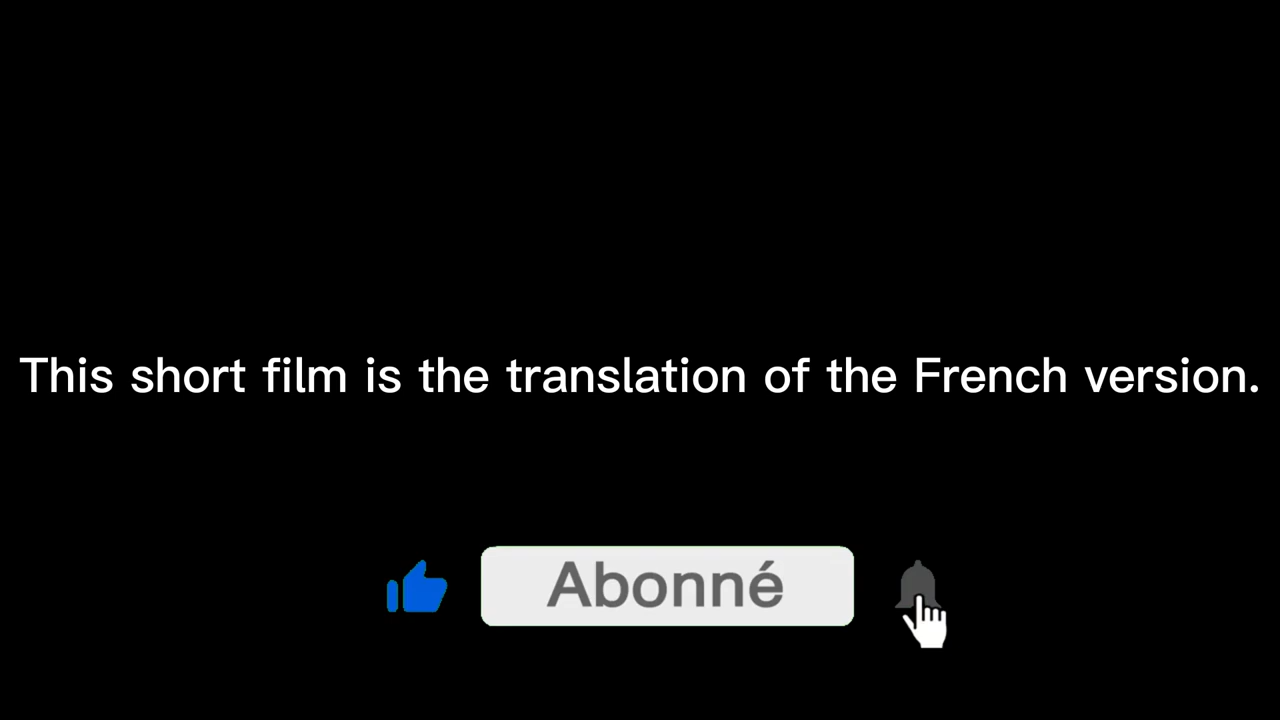 This short film is the translation of the French version.
Abonné